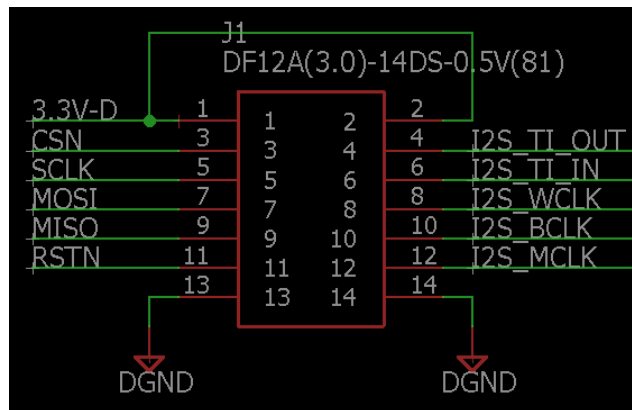 J1
DF12A(3.0)-14DS-0.5V(81)
3.3V-D 1 1 2 2
CSN 3 3 4 4 I2S_TI_OUT
SCLK 5 5 6 6 I2S_TI_IN
MOSI 7 7 8 8 I2S_WCLK
MISO 9 9 10 10 I2S_BCLK
RSTN 11 11 12 12 I2S_MCLK
13 13 14 14
DGND DGND